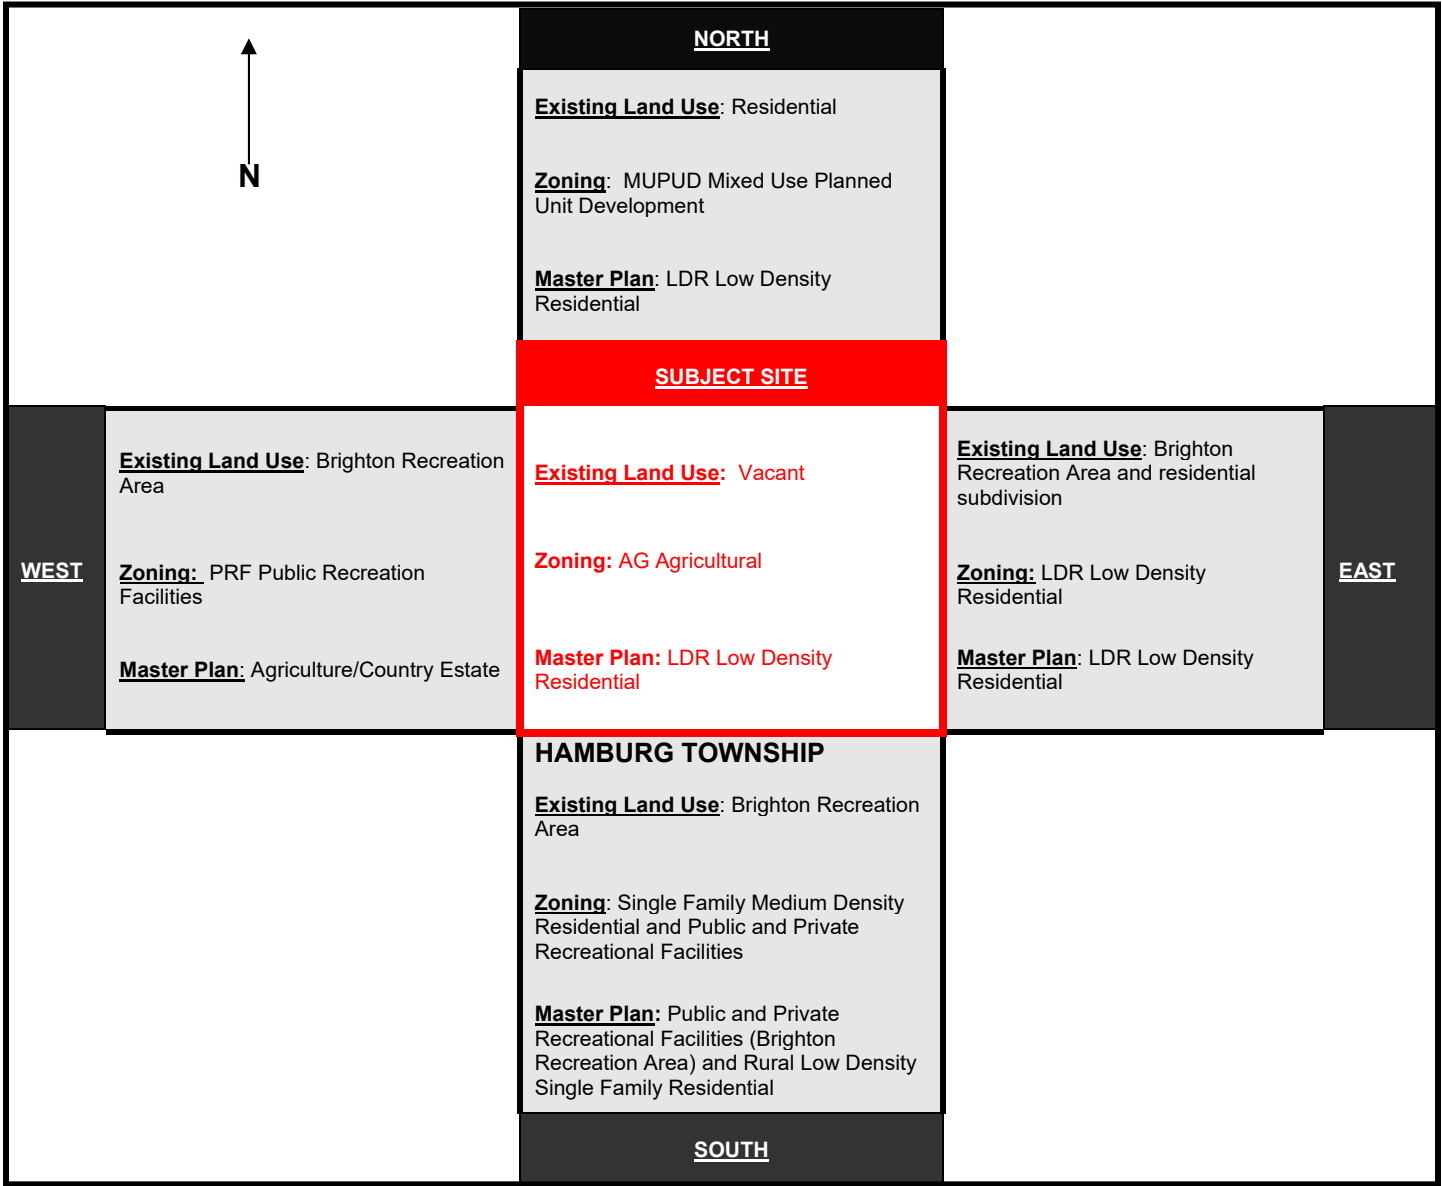 NORTH
N
Existing Land Use: Residential
Zoning:  MUPUD Mixed Use Planned
Unit Development
Master Plan: LDR Low Density
Residential
SUBJECT SITE
WEST
Existing Land Use: Brighton Recreation
Area
Zoning:  PRF Public Recreation
Facilities
Master Plan: Agriculture/Country Estate
Existing Land Use:  Vacant
Zoning: AG Agricultural
Master Plan: LDR Low Density
Residential
Existing Land Use: Brighton
Recreation Area and residential
subdivision
Zoning: LDR Low Density
Residential
Master Plan: LDR Low Density
Residential
EAST
HAMBURG TOWNSHIP
Existing Land Use: Brighton Recreation
Area
Zoning: Single Family Medium Density
Residential and Public and Private
Recreational Facilities
Master Plan: Public and Private
Recreational Facilities (Brighton
Recreation Area) and Rural Low Density
Single Family Residential
SOUTH